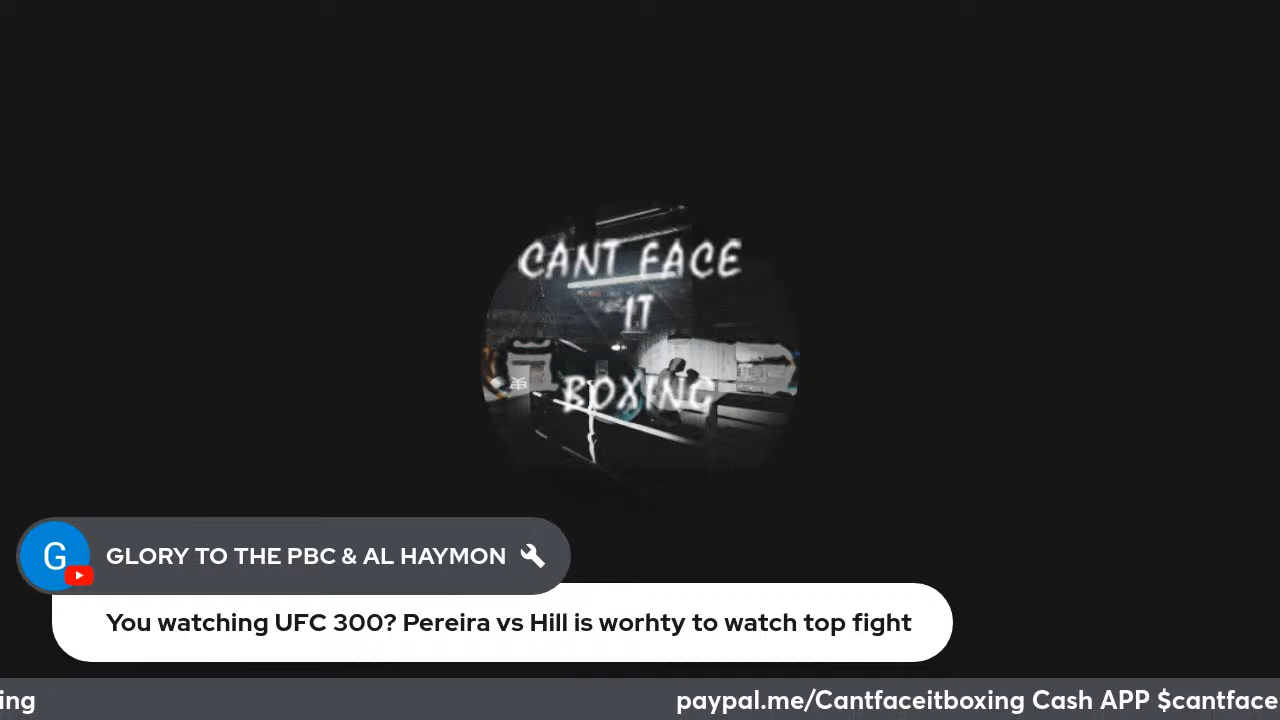 CANT FACE
IT
BOXING
G
GLORY TO THE PBC & AL HAYMON
You watching UFC 300? Pereira vs Hill is worhty to watch top fight
ing paypal.me/Cantfaceitboxing Cash APP $cantface